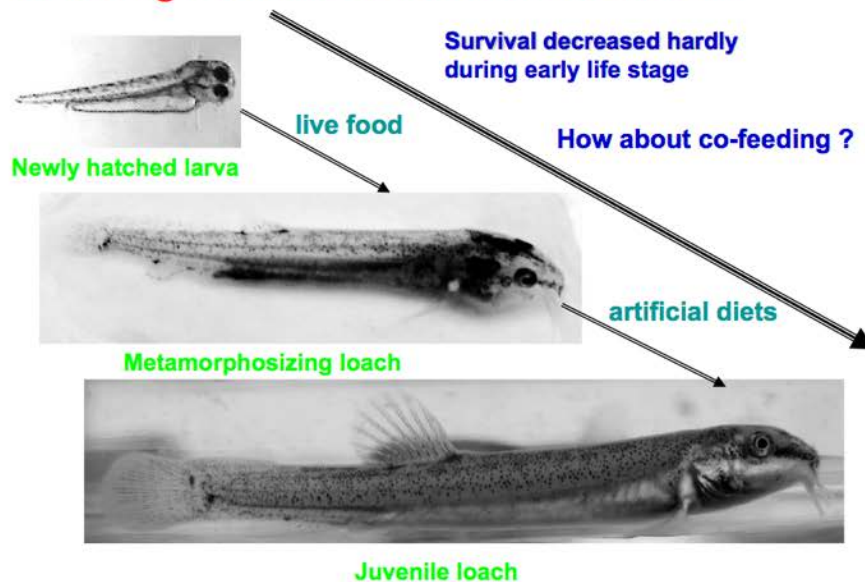 Survival decreased hardly
during early life stage
live food
How about co-feeding ?
Newly hatched larva
artificial diets
Metamorphosizing loach
Juvenile loach